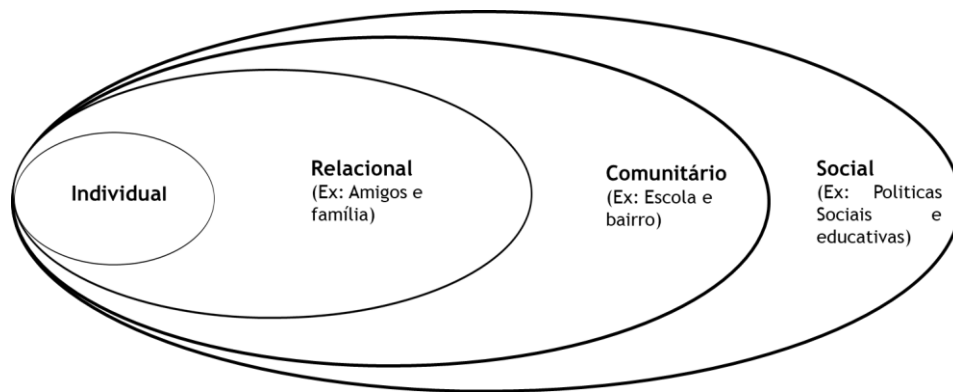 Individual
Relacional
(Ex: Amigos e
família)
Comunitário
(Ex: Escola e
bairro)
Social
(Ex: Politicas
Sociais e
educativas)